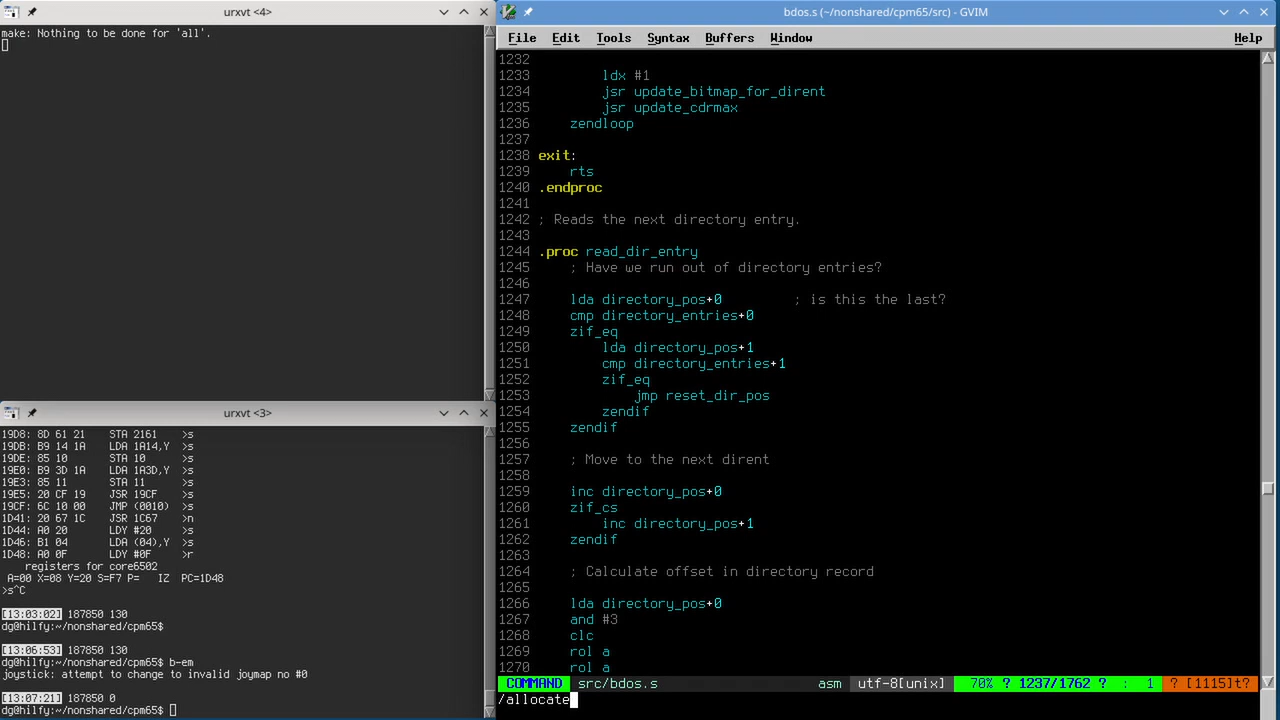 urxvt <4>
make: Nothing to be done for 'all'.
urxvt <3>
19D8: 8D 61 21 STA 2161 >s
19DB: B9 14 1A LDA 1A14,Y >s
19DE: 85 10 STA 10 >s
19E0: B9 3D 1A LDA 1A3D,Y >s
19E3: 85 11 STA 11 >s
19E5: 20 CF 19 JSR 19CF >s
19CF: 6C 10 00 JMP (0010) >s
1D41: 20 67 1C JSR 1C67 >n
1D44: A0 20 LDY #20 >s
1D46: B1 04 LDA (04),Y >s
1D48: A0 0F LDY #0F >r
registers for core6502
A=00 X=08 Y=20 S=F7 P= IZ PC=1D48
>s^C
[13:03:02] 187850 130
dg@hilfy:~/nonshared/cpm65$
[13:06:53] 187850 130
dg@hilfy:~/nonshared/cpm65$ b-em
joystick: attempt to change to invalid joymap no #0
[13:07:21] 187850 0
dg@hilfy:~/nonshared/cpm65$
bdos.s (~/nonshared/cpm65/src) - GVIM
File Edit Tools Syntax Buffers Window Help
1232
1233 ldx #1
1234 jsr update_bitmap_for_dirent
1235 jsr update_cdrmax
1236 zendloop
1237
1238 exit:
1239 rts
1240 .endproc
1241
1242 ; Reads the next directory entry.
1243
1244 .proc read_dir_entry
1245 ; Have we run out of directory entries?
1246
1247 lda directory_pos+0 ; is this the last?
1248 cmp directory_entries+0
1249 zif_eq
1250 lda directory_pos+1
1251 cmp directory_entries+1
1252 zif_eq
1253 jmp reset_dir_pos
1254 zendif
1255 zendif
1256
1257 ; Move to the next dirent
1258
1259 inc directory_pos+0
1260 zif_cs
1261 inc directory_pos+1
1262 zendif
1263
1264 ; Calculate offset in directory record
1265
1266 lda directory_pos+0
1267 and #3
1268 clc
1269 rol a
1270 rol a
COMMAND src/bdos.s asm utf-8[unix] 70% ? 1237/1762 ? : 1 ? [1115]t?
/allocate